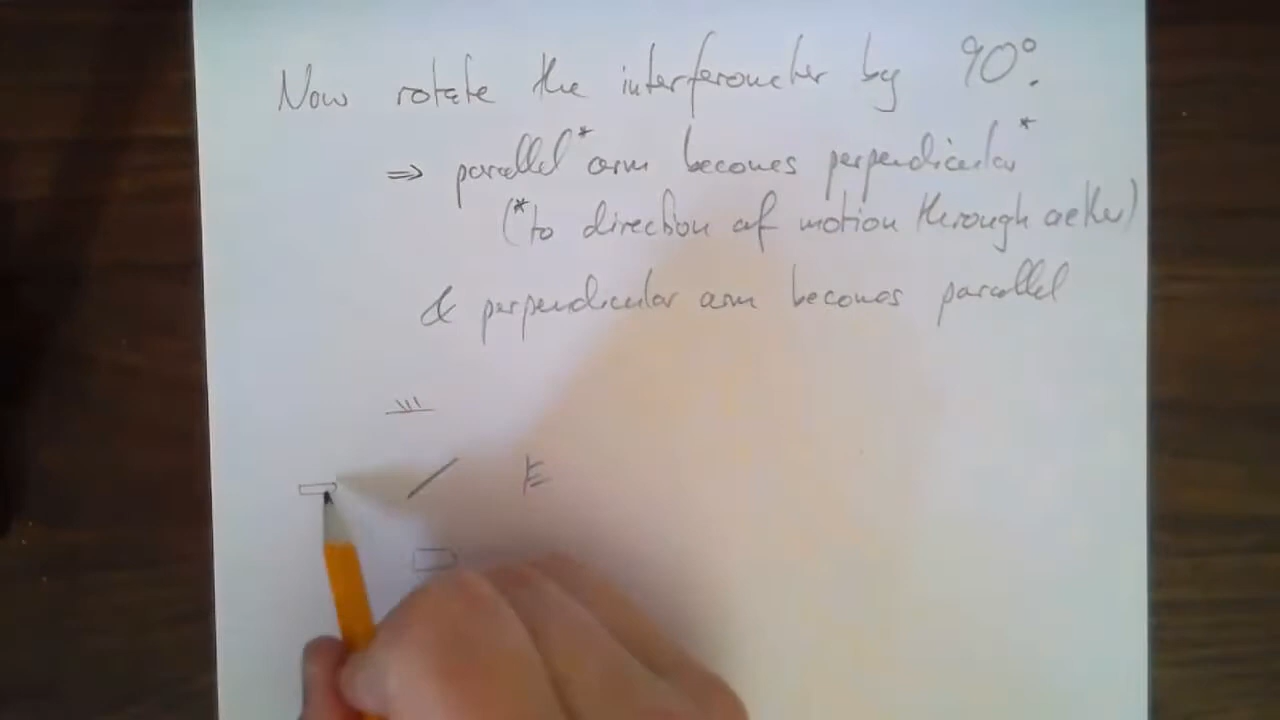 Now rotate the interferometer by 90°.
⇒ parallel* arm becomes perpendicular*
(*to direction of motion through aether)
& perpendicular arm becomes parallel